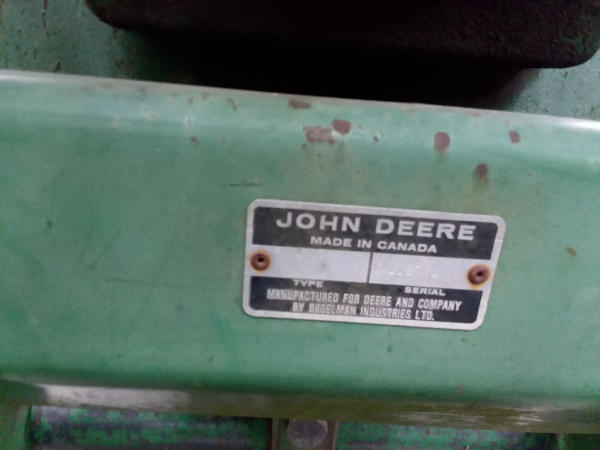 JOHN DEERE
MADE IN CANADA
TYPE SERIAL
MANUFACTURED FOR DEERE AND COMPANY
BY DEGELMAN INDUSTRIES LTD.